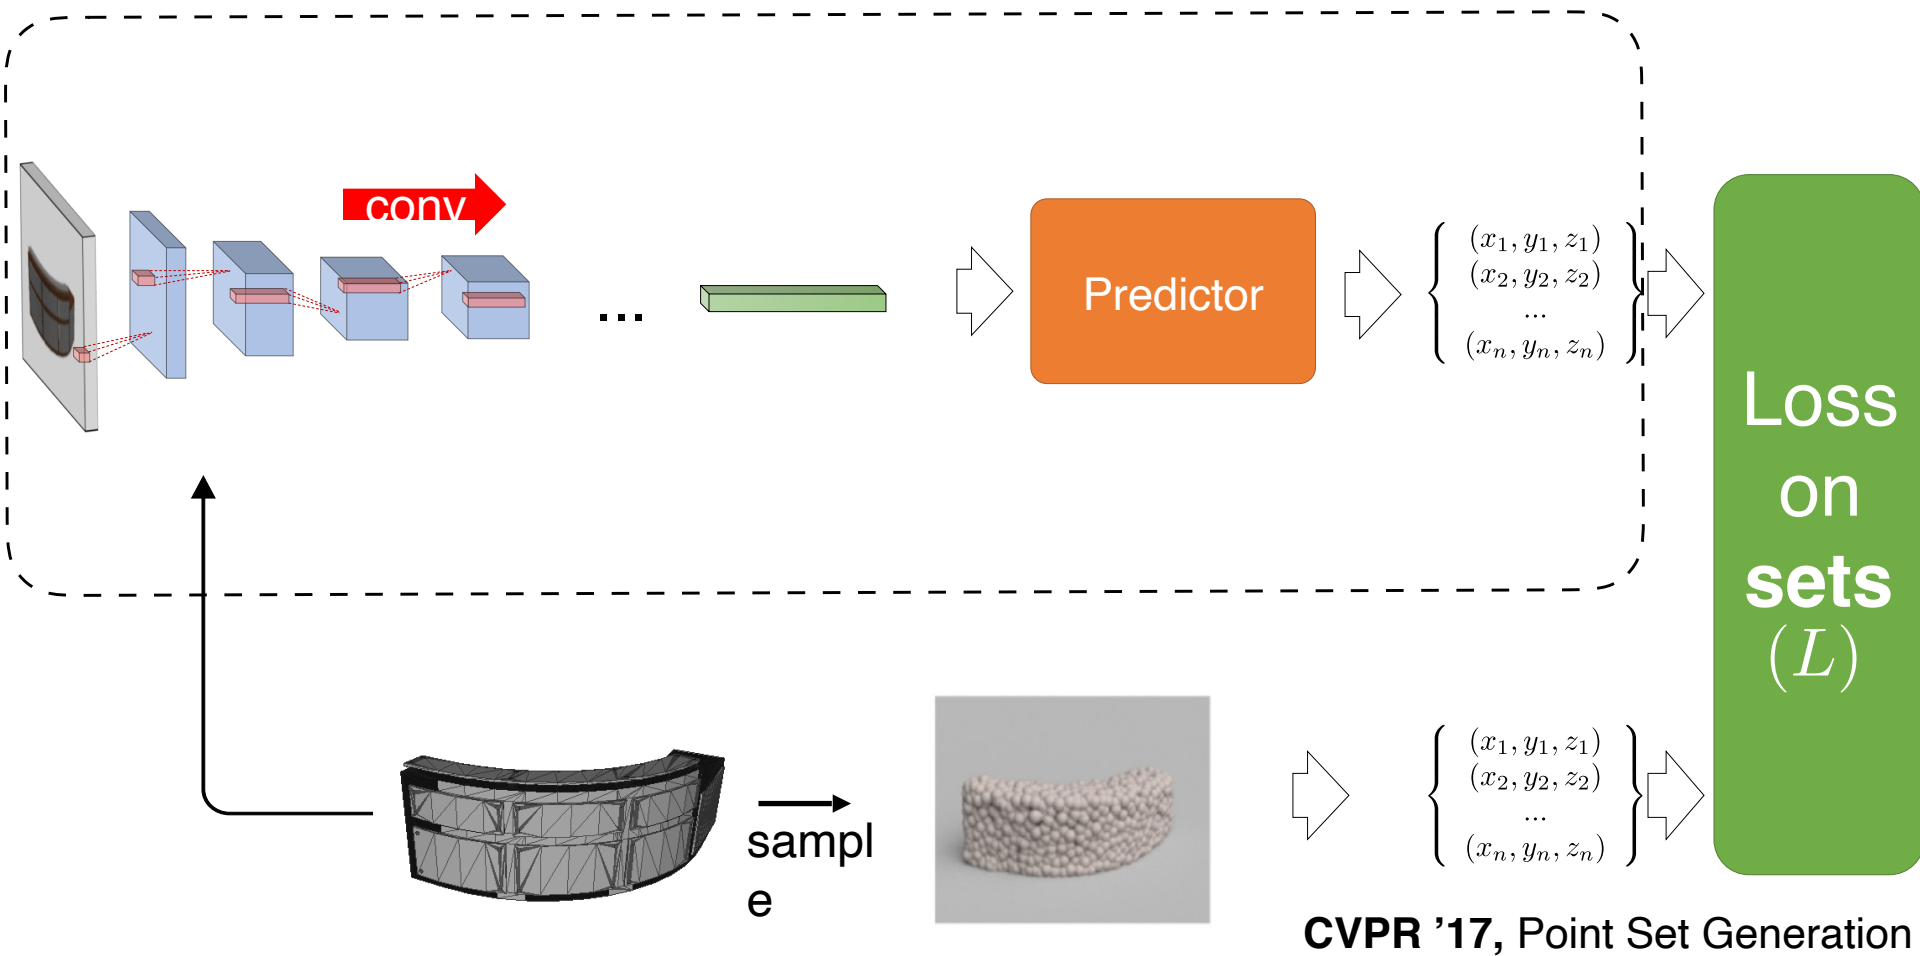 conv
Predictor
(x₁, y₁, z₁)
(x₂, y₂, z₂)
...
(xₙ, yₙ, zₙ)
Loss
on
sets
(L)
...
sampl
e
(x₁, y₁, z₁)
(x₂, y₂, z₂)
...
(xₙ, yₙ, zₙ)
CVPR ’17, Point Set Generation